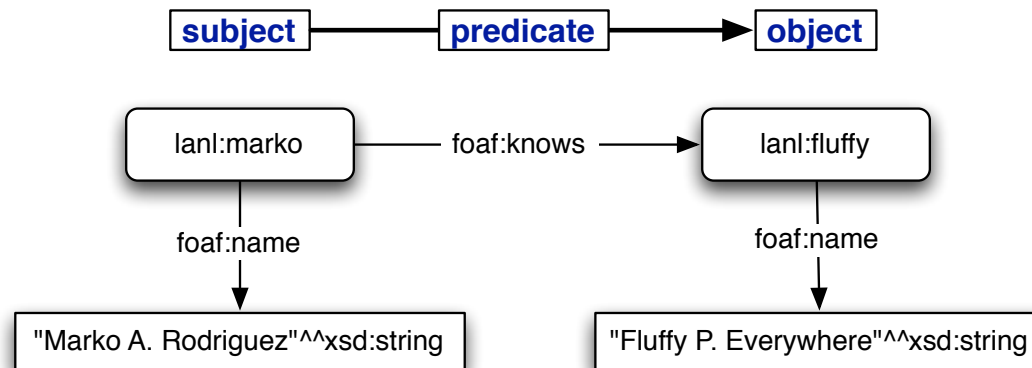 subject predicate object
lanl:marko foaf:knows lanl:fluffy
foaf:name foaf:name
"Marko A. Rodriguez"^^xsd:string "Fluffy P. Everywhere"^^xsd:string